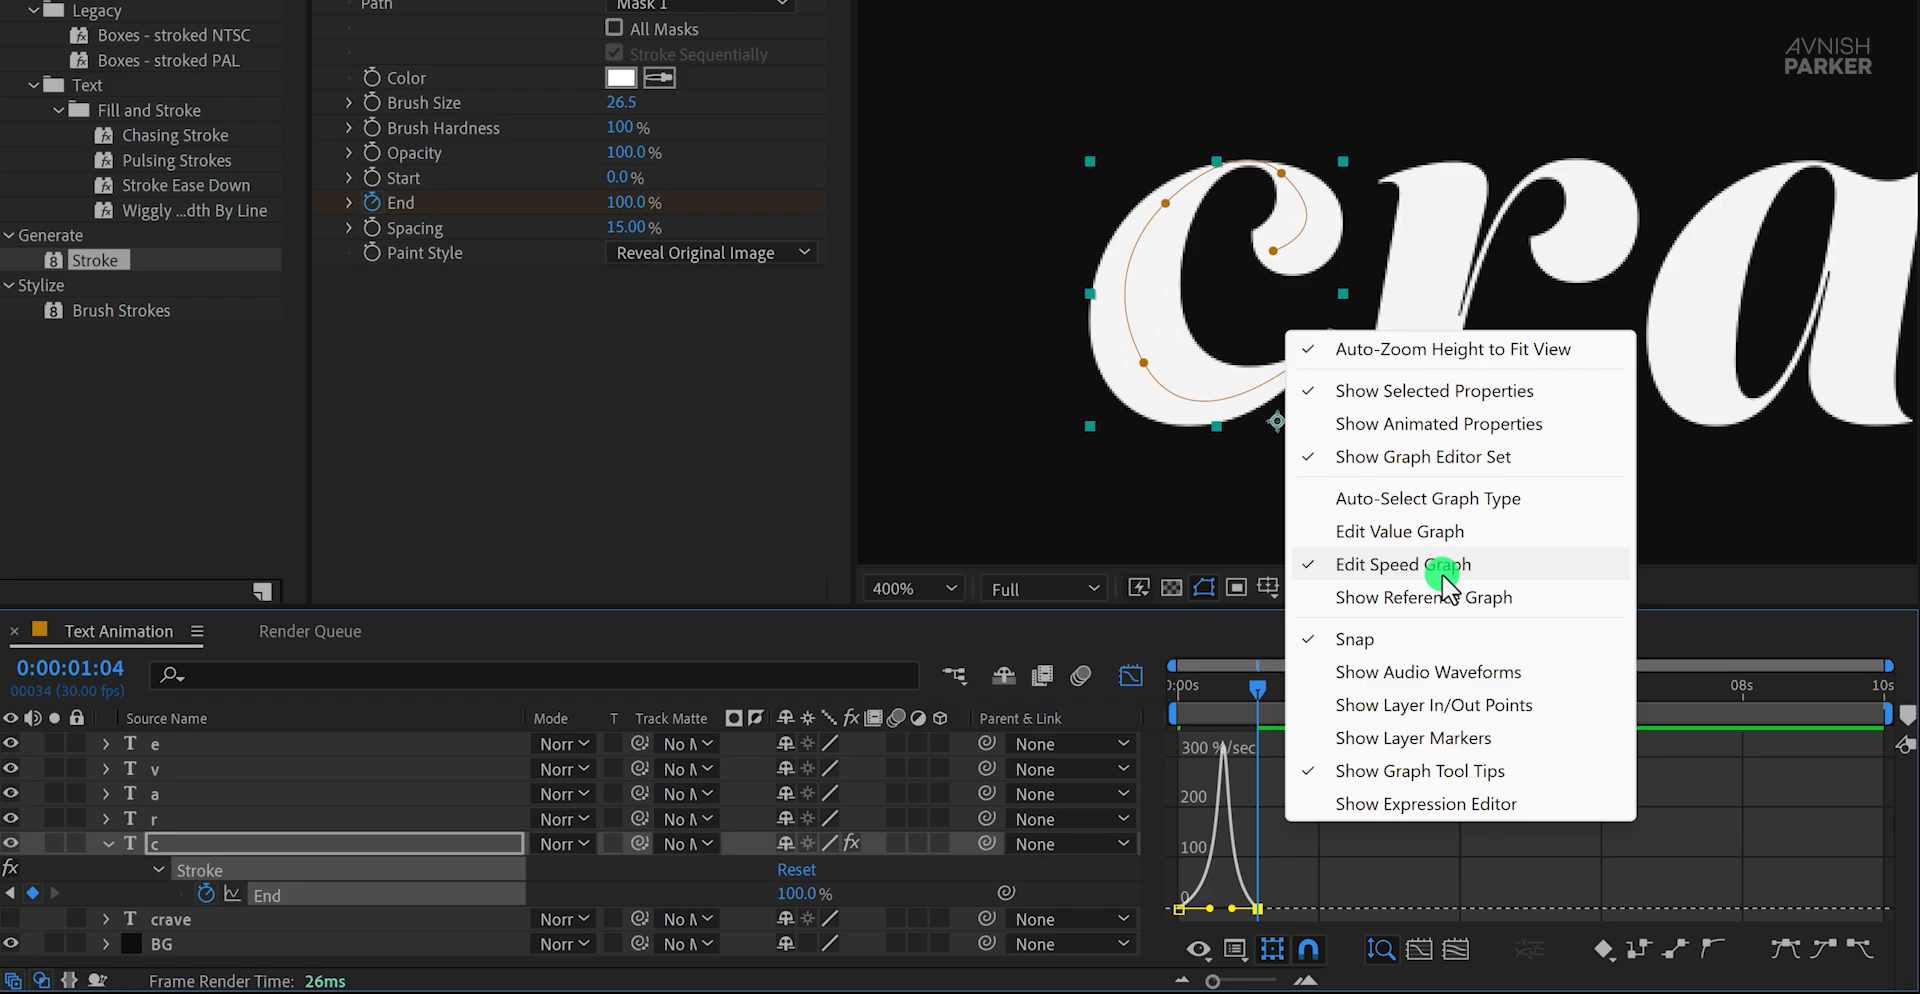 Legacy
Boxes - stroked NTSC
Boxes - stroked PAL
Text
Fill and Stroke
Chasing Stroke
Pulsing Strokes
Stroke Ease Down
Wiggly ...dth By Line
Generate
Stroke
Stylize
Brush Strokes
Path Mask 1
All Masks
Stroke Sequentially
Color
Brush Size 26.5
Brush Hardness 100 %
Opacity 100.0 %
Start 0.0 %
End 100.0 %
Spacing 15.00 %
Paint Style Reveal Original Image
AVNISH
PARKER
cra
400% Full
Auto-Zoom Height to Fit View
Show Selected Properties
Show Animated Properties
Show Graph Editor Set
Auto-Select Graph Type
Edit Value Graph
Edit Speed Graph
Show Reference Graph
Snap
Show Audio Waveforms
Show Layer In/Out Points
Show Layer Markers
Show Graph Tool Tips
Show Expression Editor
Text Animation Render Queue
0:00:01:04
00034 (30.00 fps)
Source Name Mode T Track Matte fx Parent & Link
T e Norr No M None
T v Norr No M None
T a Norr No M None
T r Norr No M None
T c Norr No M fx None
fx Stroke Reset
End 100.0 %
T crave Norr No M None
BG Norr No M None
Frame Render Time: 26ms
0:00s 08s 10s
300 %/sec
200
100
0